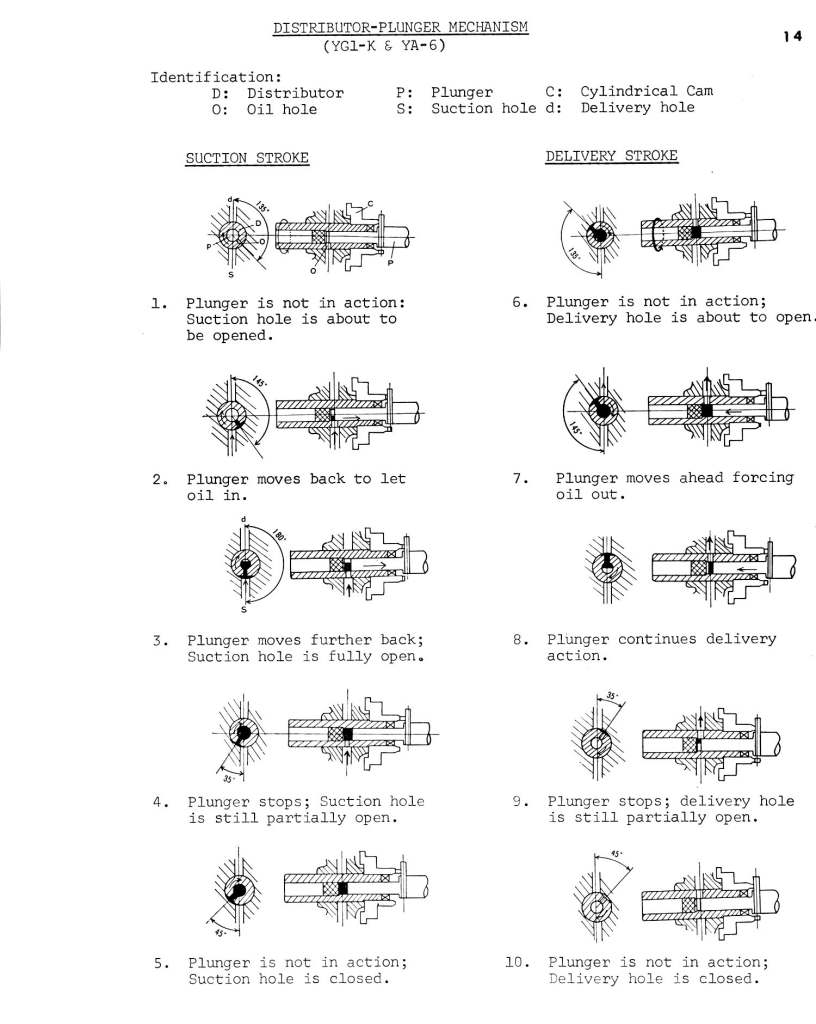 DISTRIBUTOR-PLUNGER MECHANISM
(YG1-K & YA-6)
14
Identification:
D: Distributor P: Plunger C: Cylindrical Cam
O: Oil hole S: Suction hole d: Delivery hole
SUCTION STROKE
DELIVERY STROKE
d 135° O O P S
C O P
1. Plunger is not in action:
Suction hole is about to
be opened.
135°
6. Plunger is not in action;
Delivery hole is about to open.
145°
2. Plunger moves back to let
oil in.
145°
7. Plunger moves ahead forcing
oil out.
d 180° S
3. Plunger moves further back;
Suction hole is fully open.
8. Plunger continues delivery
action.
35°
4. Plunger stops; Suction hole
is still partially open.
35°
9. Plunger stops; delivery hole
is still partially open.
45°
5. Plunger is not in action;
Suction hole is closed.
45°
10. Plunger is not in action;
Delivery hole is closed.